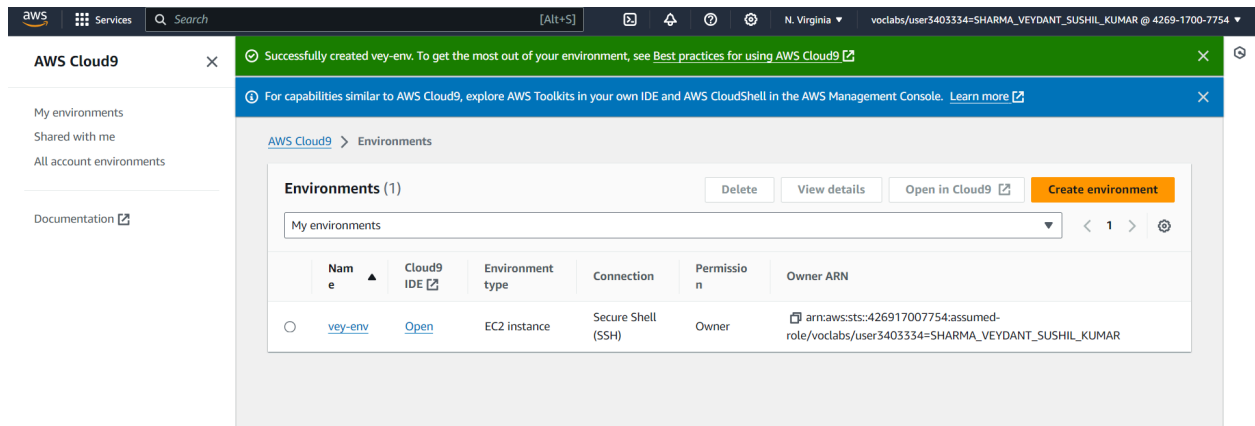 aws Services Search [Alt+S] N. Virginia ▼ voclabs/user3403334=SHARMA_VEYDANT_SUSHIL_KUMAR @ 4269-1700-7754 ▼
AWS Cloud9
My environments
Shared with me
All account environments
Documentation
Successfully created vey-env. To get the most out of your environment, see Best practices for using AWS Cloud9
For capabilities similar to AWS Cloud9, explore AWS Toolkits in your own IDE and AWS CloudShell in the AWS Management Console. Learn more
AWS Cloud9 > Environments
Environments (1) Delete View details Open in Cloud9 Create environment
My environments ▼ < 1 >
Nam
e ▲
Cloud9
IDE
Environment
type
Connection
Permissio
n
Owner ARN
vey-env
Open
EC2 instance
Secure Shell
(SSH)
Owner
arn:aws:sts::426917007754:assumed-
role/voclabs/user3403334=SHARMA_VEYDANT_SUSHIL_KUMAR